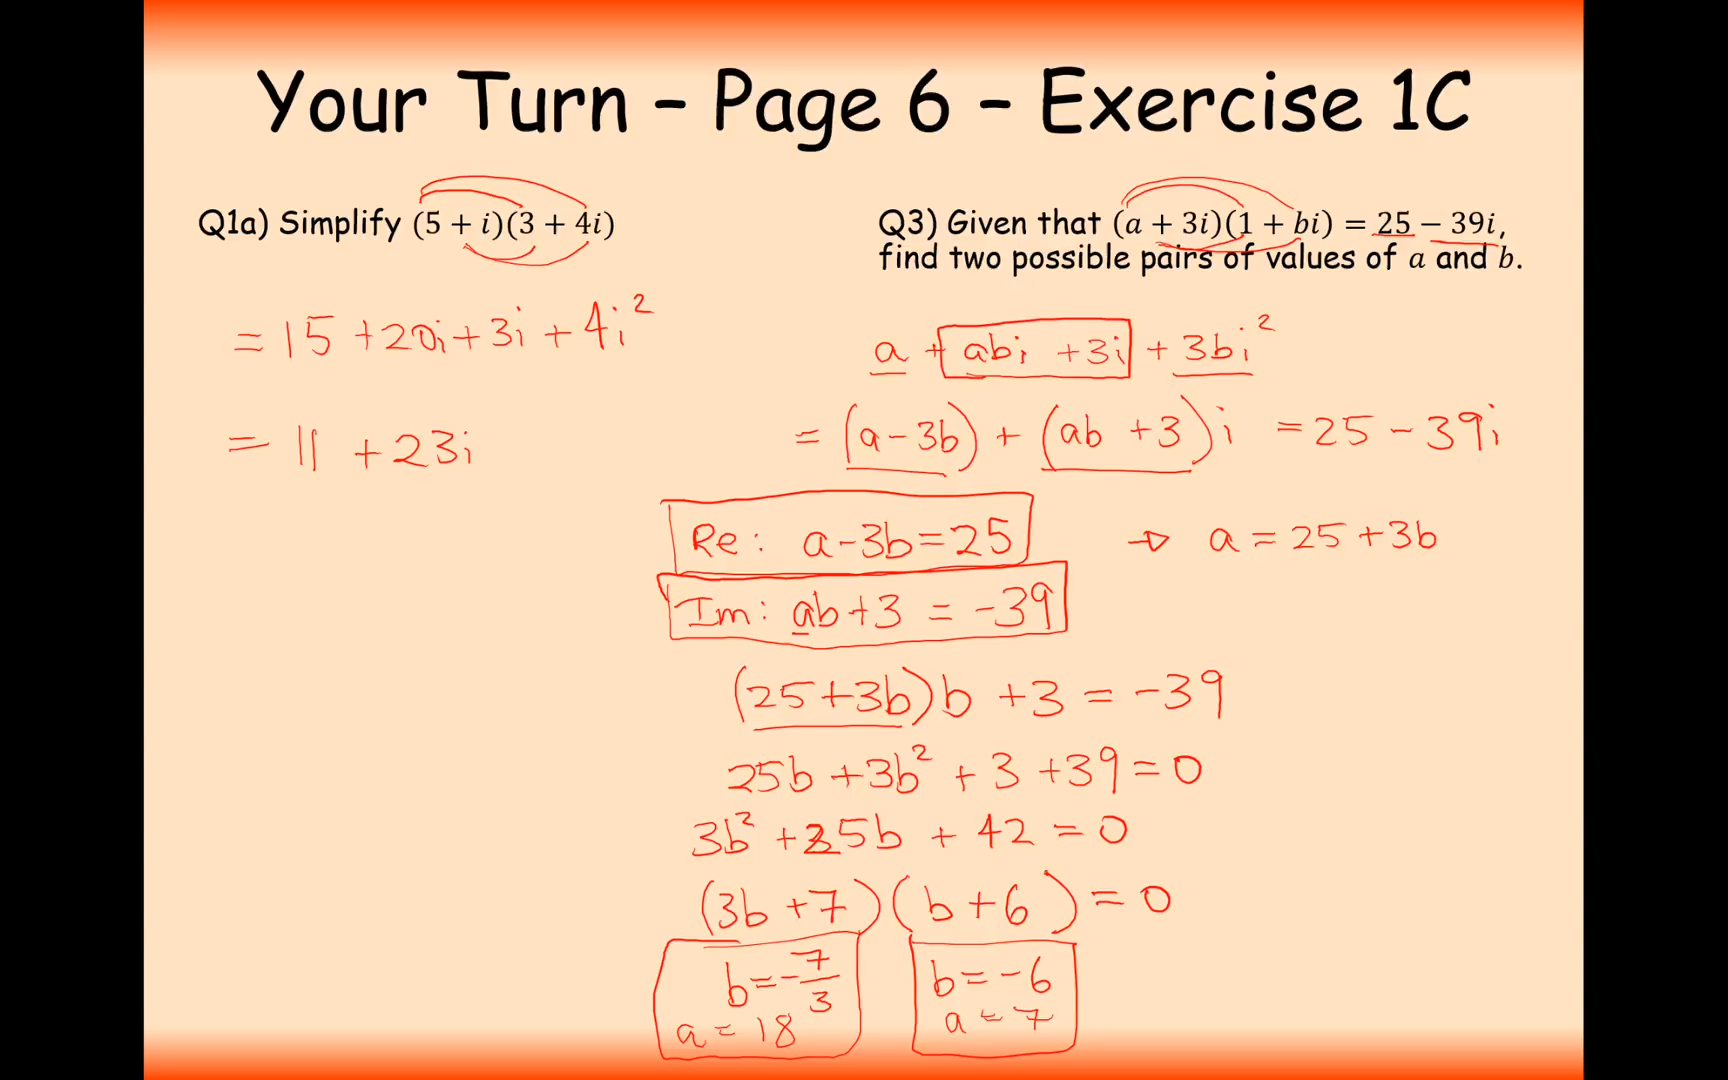 Your Turn – Page 6 – Exercise 1C
Q1a) Simplify (5 + i)(3 + 4i)
= 15 + 20i + 3i + 4i²
= 11 + 23i
Q3) Given that (a + 3i)(1 + bi) = 25 − 39i,
find two possible pairs of values of a and b.
a + abi + 3i + 3bi²
= (a − 3b) + (ab + 3)i = 25 − 39i
Re: a − 3b = 25 → a = 25 + 3b
Im: ab + 3 = −39
(25 + 3b)b + 3 = −39
25b + 3b² + 3 + 39 = 0
3b² + 25b + 42 = 0
(3b + 7)(b + 6) = 0
b = −7/3 b = −6
a = 18 a = 7